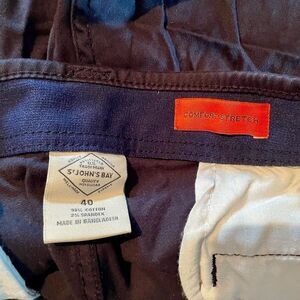 COMFORT STRETCH
ST JOHN'S BAY
QUALITY
40
98% COTTON
2% SPANDEX
MADE IN BANGLADESH